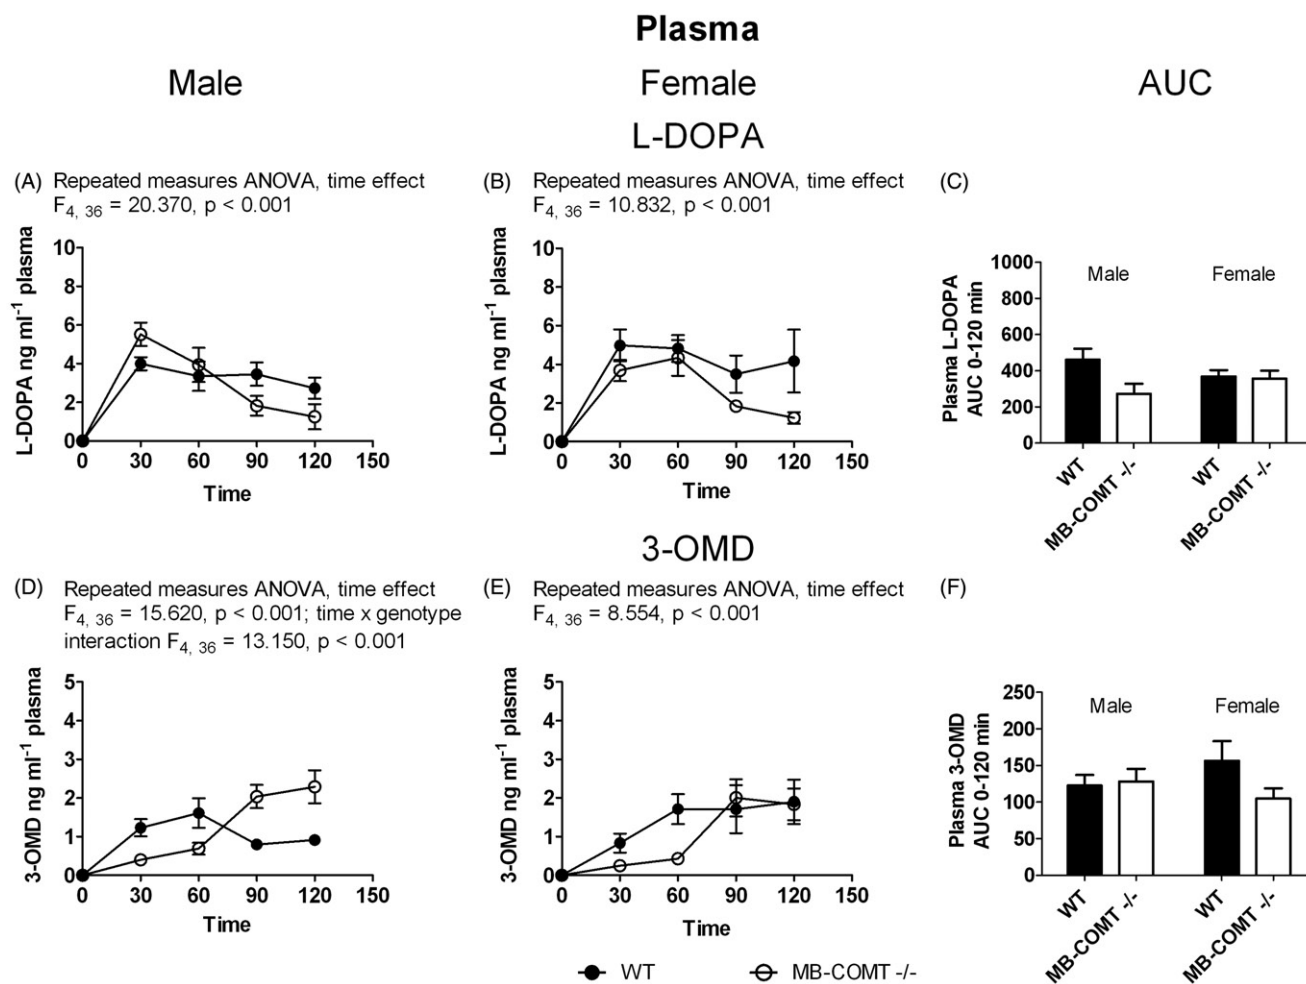 Plasma
Male
Female
AUC
L-DOPA
(A) Repeated measures ANOVA, time effect
F4, 36 = 20.370, p < 0.001
L-DOPA ng ml-1 plasma
10
8
6
4
2
0
0 30 60 90 120 150
Time
(B) Repeated measures ANOVA, time effect
F4, 36 = 10.832, p < 0.001
L-DOPA ng ml-1 plasma
10
8
6
4
2
0
0 30 60 90 120 150
Time
(C)
Plasma L-DOPA
AUC 0-120 min
1000
800
600
400
200
0
Male Female
WT
MB-COMT -/-
WT
MB-COMT -/-
3-OMD
(D) Repeated measures ANOVA, time effect
F4, 36 = 15.620, p < 0.001; time x genotype
interaction F4, 36 = 13.150, p < 0.001
3-OMD ng ml-1 plasma
5
4
3
2
1
0
0 30 60 90 120 150
Time
(E) Repeated measures ANOVA, time effect
F4, 36 = 8.554, p < 0.001
3-OMD ng ml-1 plasma
5
4
3
2
1
0
0 30 60 90 120 150
Time
(F)
Plasma 3-OMD
AUC 0-120 min
250
200
150
100
50
0
Male Female
WT
MB-COMT -/-
WT
MB-COMT -/-
WT MB-COMT -/-